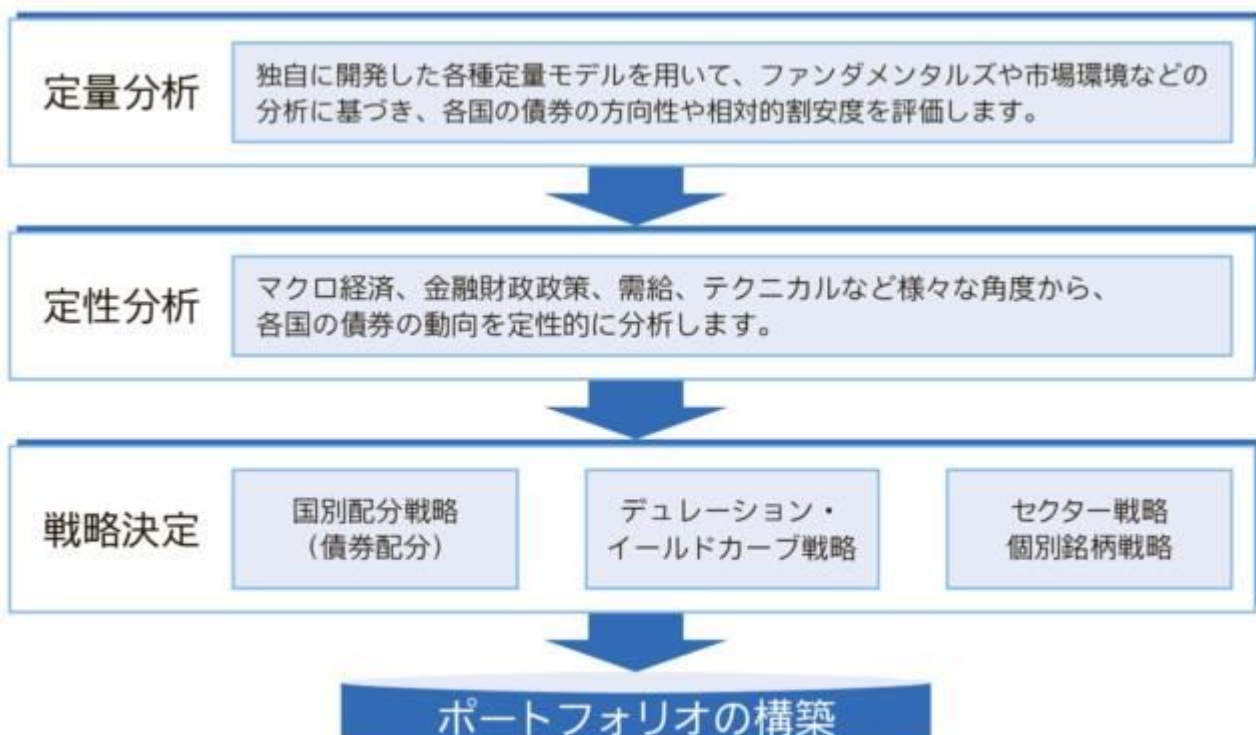 定量分析
独自に開発した各種定量モデルを用いて、ファンダメンタルズや市場環境などの
分析に基づき、各国の債券の方向性や相対的割安度を評価します。
定性分析
マクロ経済、金融財政政策、需給、テクニカルなど様々な角度から、
各国の債券の動向を定性的に分析します。
戦略決定
国別配分戦略
（債券配分）
デュレーション・
イールドカーブ戦略
セクター戦略
個別銘柄戦略
ポートフォリオの構築